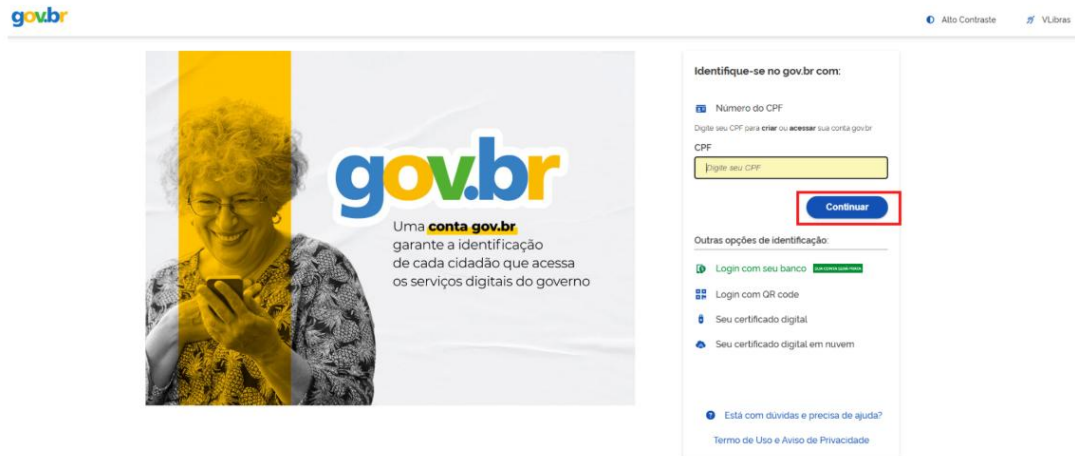 gov.br
Alto Contraste
VLibras
gov.br
Uma conta gov.br
garante a identificação
de cada cidadão que acessa
os serviços digitais do governo
Identifique-se no gov.br com:
Número do CPF
Digite seu CPF para criar ou acessar sua conta gov.br
CPF
Digite seu CPF
Continuar
Outras opções de identificação:
Login com seu banco SUA CONTA SERÁ PRATA
Login com QR code
Seu certificado digital
Seu certificado digital em nuvem
Está com dúvidas e precisa de ajuda?
Termo de Uso e Aviso de Privacidade